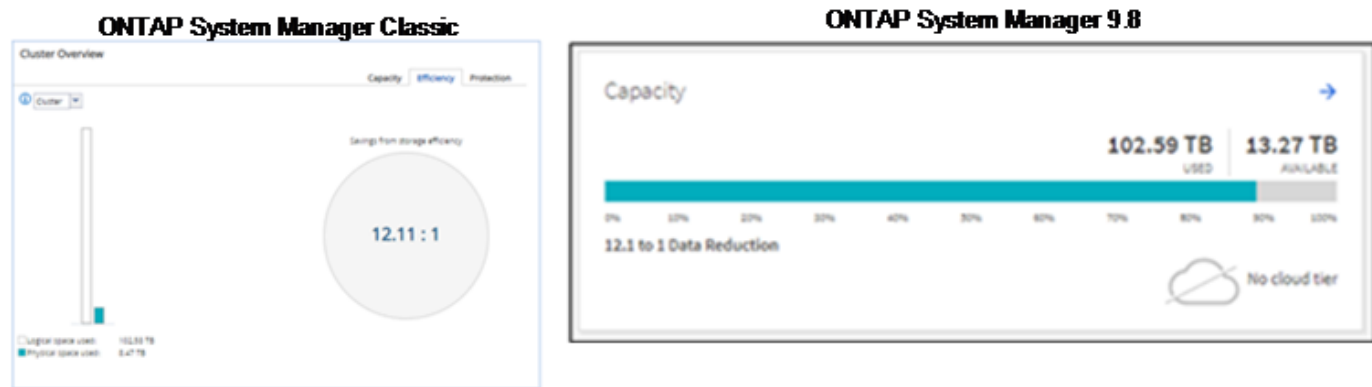 ONTAP System Manager Classic
Cluster Overview
Capacity Efficiency Protection
Cluster
Savings from storage efficiency
12.11 : 1
Logical space used: 102.59 TB
Physical space used: 8.47 TB
ONTAP System Manager 9.8
Capacity
102.59 TB 13.27 TB
USED AVAILABLE
0% 10% 20% 30% 40% 50% 60% 70% 80% 90% 100%
12.1 to 1 Data Reduction
No cloud tier